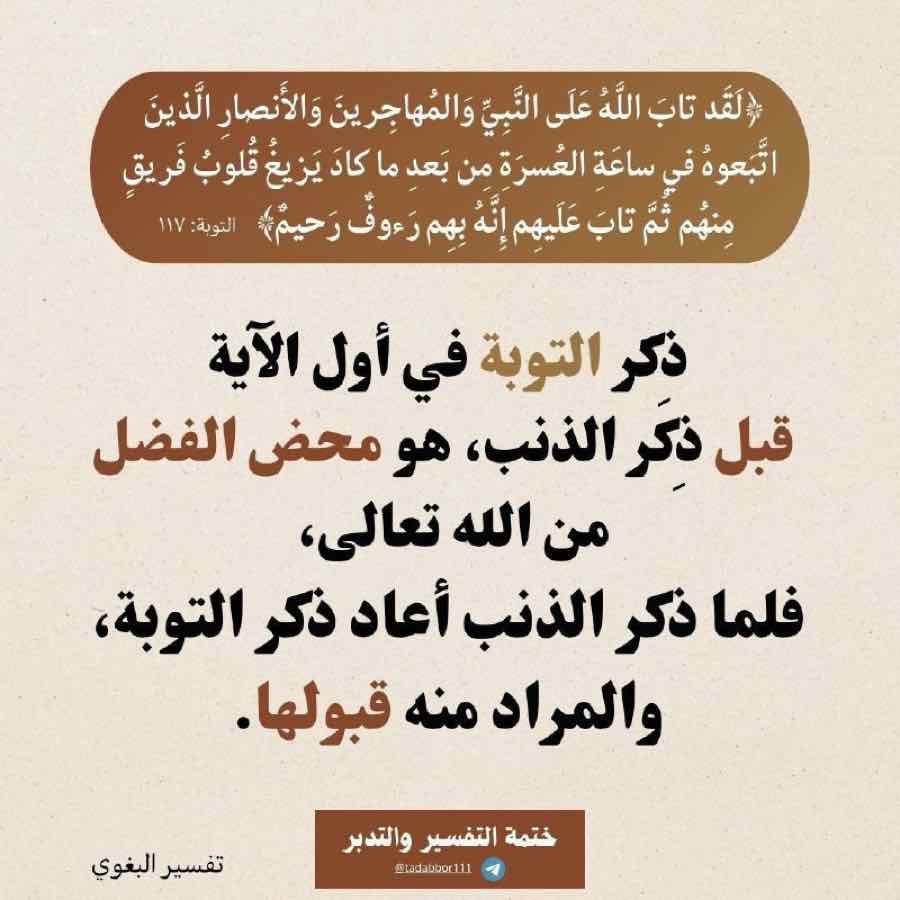 ﴿لَقَد تابَ اللَّهُ عَلَى النَّبِيِّ وَالمُهاجِرينَ وَالأَنصارِ الَّذينَ
اتَّبَعوهُ في ساعَةِ العُسرَةِ مِن بَعدِ ما كادَ يَزيغُ قُلوبُ فَريقٍ
مِنهُم ثُمَّ تابَ عَلَيهِم إِنَّهُ بِهِم رَءوفٌ رَحيمٌ﴾ التوبة: ١١٧
ذِكر التوبة في أول الآية
قبل ذِكر الذنب، هو محض الفضل
من الله تعالى،
فلما ذكر الذنب أعاد ذكر التوبة،
والمراد منه قبولها.
ختمة التفسير والتدبر
@tadabbor111
تفسير البغوي